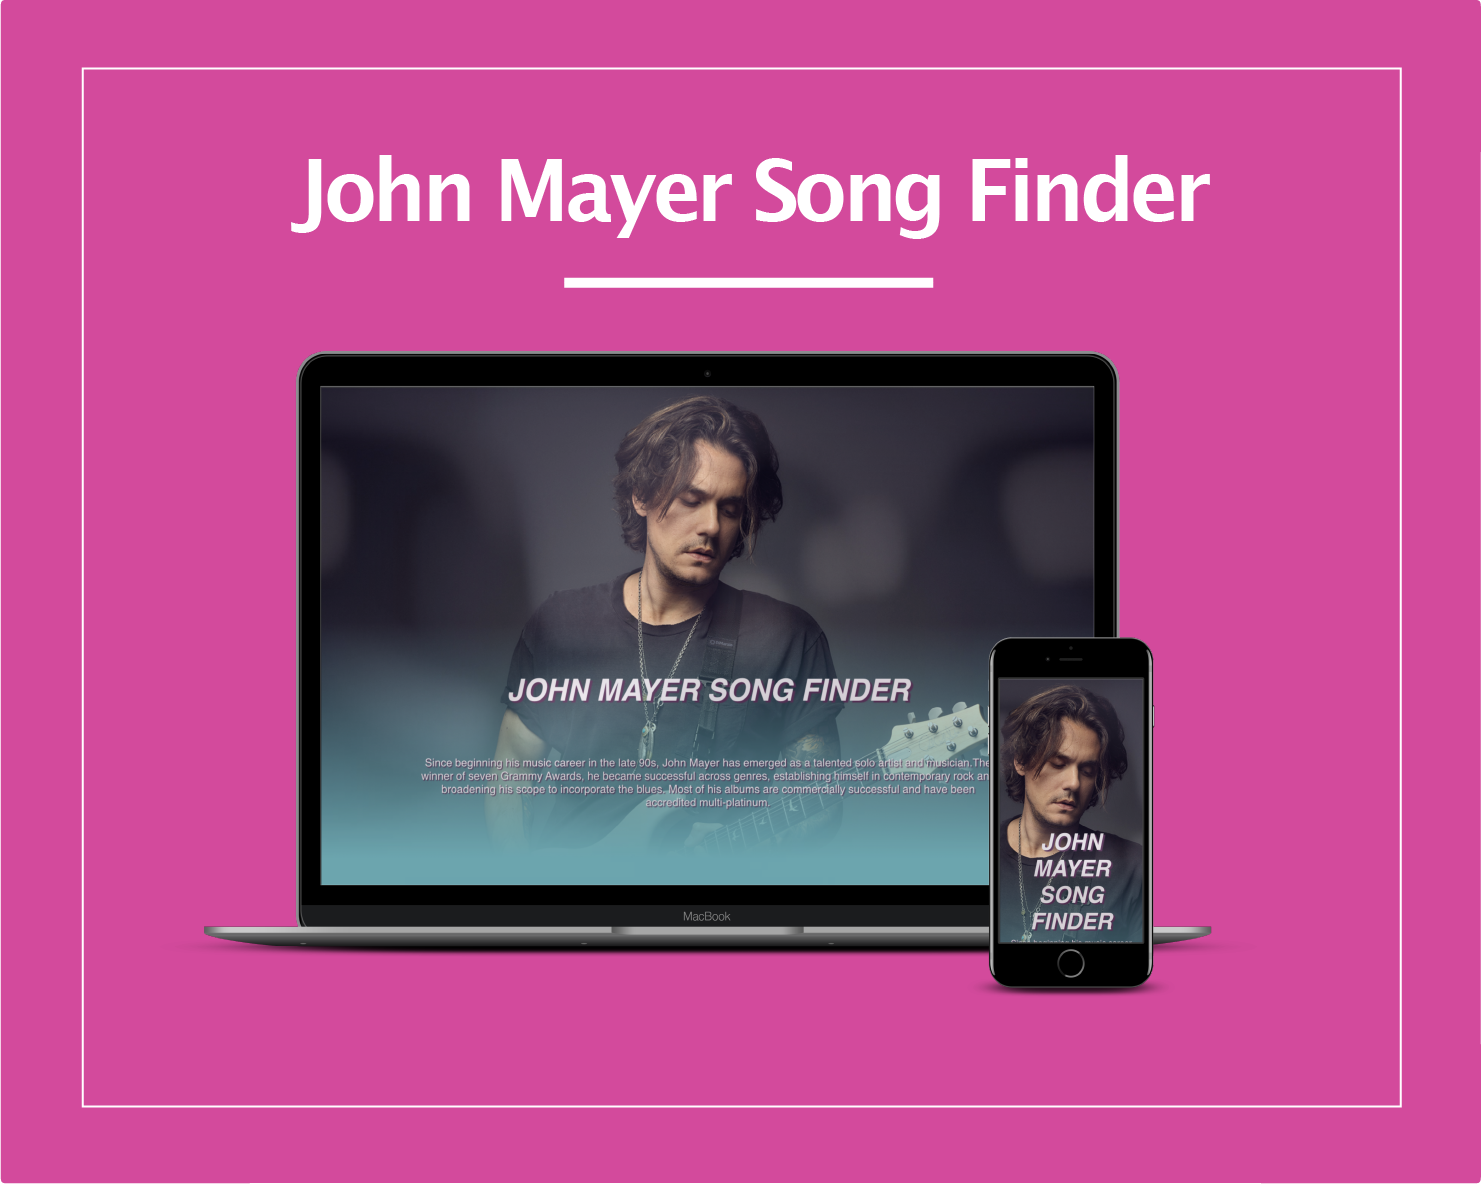 John Mayer Song Finder
JOHN MAYER SONG FINDER
Since beginning his music career in the late 90s, John Mayer has emerged as a talented solo artist and musician.The
winner of seven Grammy Awards, he became successful across genres, establishing himself in contemporary rock an
broadening his scope to incorporate the blues. Most of his albums are commercially successful and have been
accredited multi-platinum.
MacBook
JOHN
MAYER
SONG
FINDER